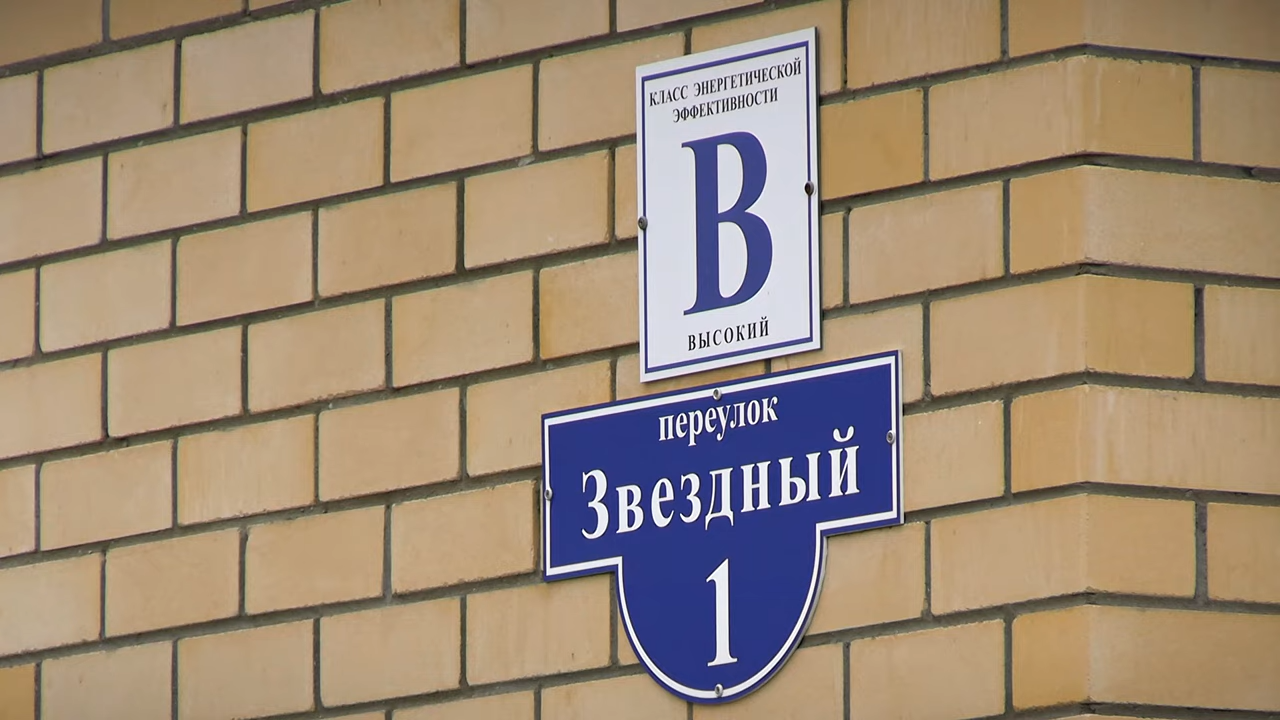 КЛАСС ЭНЕРГЕТИЧЕСКОЙ
ЭФФЕКТИВНОСТИ
В
ВЫСОКИЙ
переулок
Звездный
1